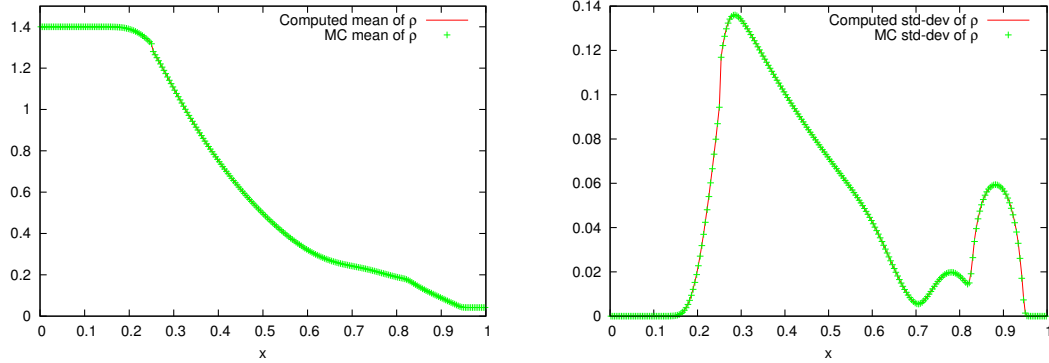 Computed mean of ρ
MC mean of ρ
1.4
1.2
1
0.8
0.6
0.4
0.2
0
0 0.1 0.2 0.3 0.4 0.5 0.6 0.7 0.8 0.9 1
x
Computed std-dev of ρ
MC std-dev of ρ
0.14
0.12
0.1
0.08
0.06
0.04
0.02
0
0 0.1 0.2 0.3 0.4 0.5 0.6 0.7 0.8 0.9 1
x